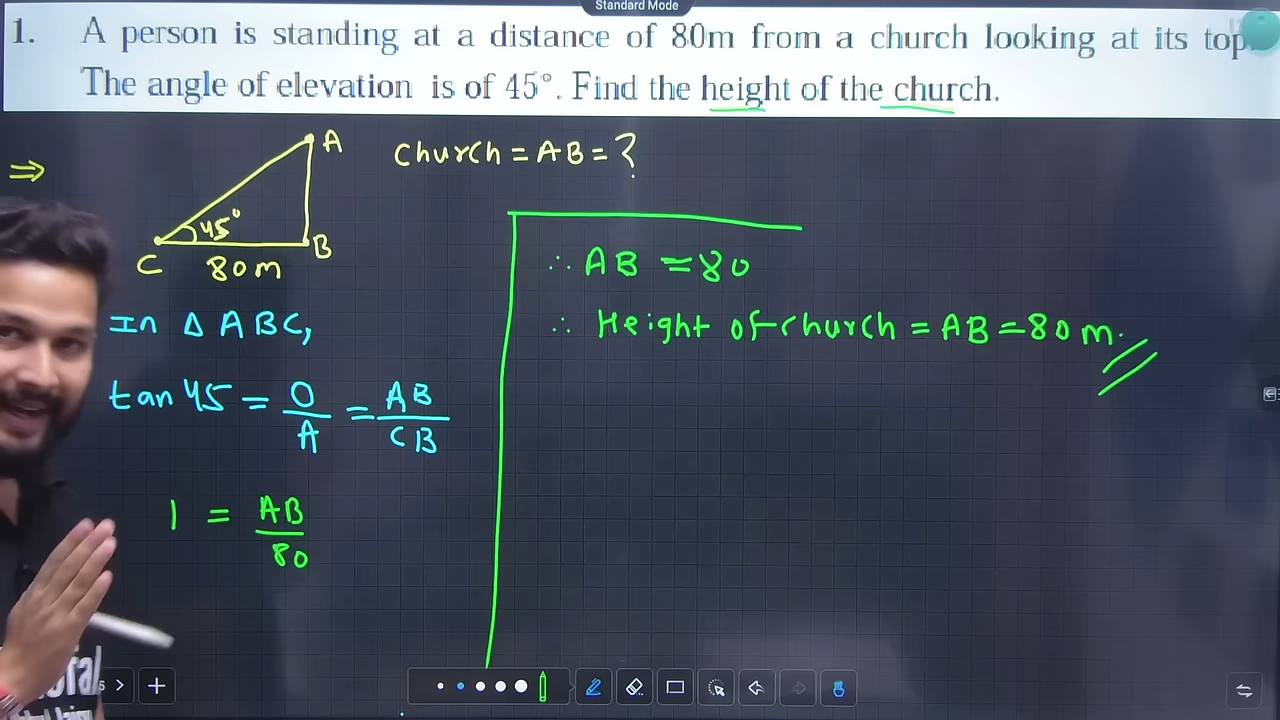 Standard Mode
1. A person is standing at a distance of 80m from a church looking at its top.
The angle of elevation is of 45°. Find the height of the church.
⇒
A
Church = AB = ?
45°
C
80m
B
In Δ ABC,
tan 45 = O/A = AB/CB
1 = AB/80
∴ AB = 80
∴ Height of church = AB = 80 m.